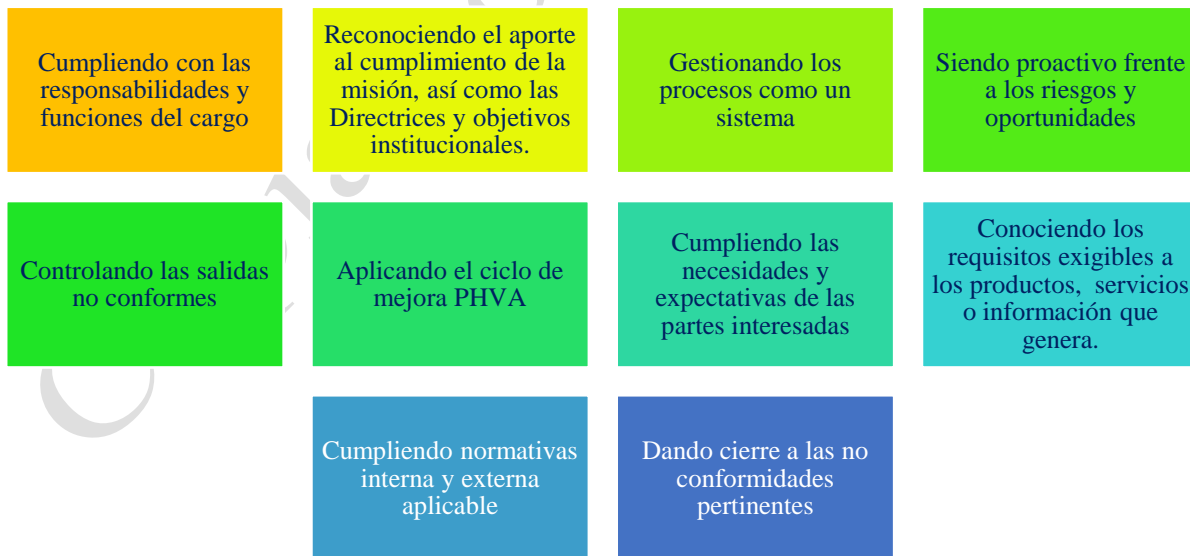 Cumpliendo con las
responsabilidades y
funciones del cargo
Reconociendo el aporte
al cumplimiento de la
misión, así como las
Directrices y objetivos
institucionales.
Gestionando los
procesos como un
sistema
Siendo proactivo frente
a los riesgos y
oportunidades
Controlando las salidas
no conformes
Aplicando el ciclo de
mejora PHVA
Cumpliendo las
necesidades y
expectativas de las
partes interesadas
Conociendo los
requisitos exigibles a
los productos, servicios
o información que
genera.
Cumpliendo normativas
interna y externa
aplicable
Dando cierre a las no
conformidades
pertinentes